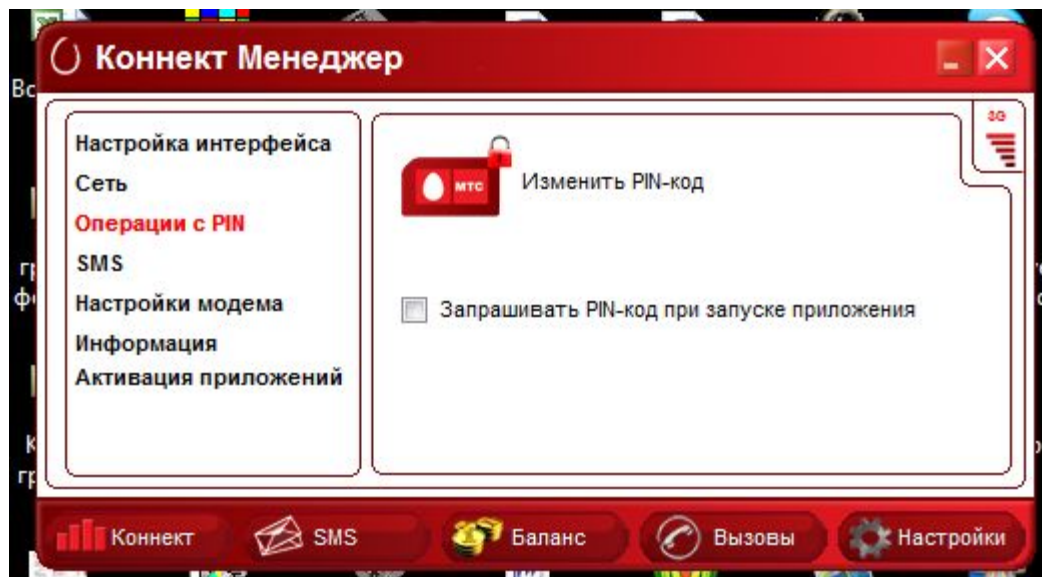 Коннект Менеджер
3G
Настройка интерфейса
Сеть
Операции с PIN
SMS
Настройки модема
Информация
Активация приложений
МТС
Изменить PIN-код
Запрашивать PIN-код при запуске приложения
Коннект
SMS
Баланс
Вызовы
Настройки